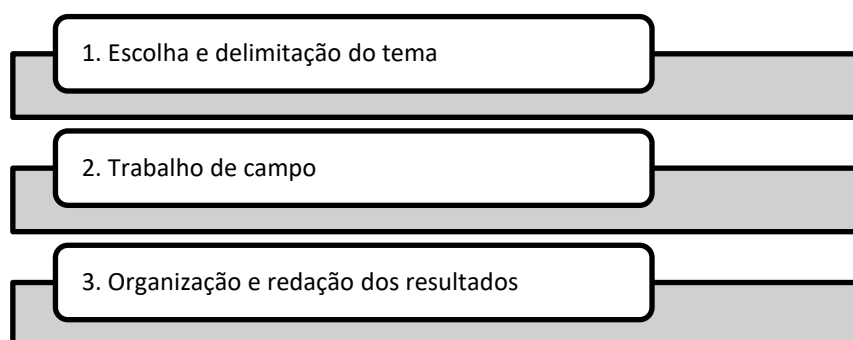 1. Escolha e delimitação do tema
2. Trabalho de campo
3. Organização e redação dos resultados